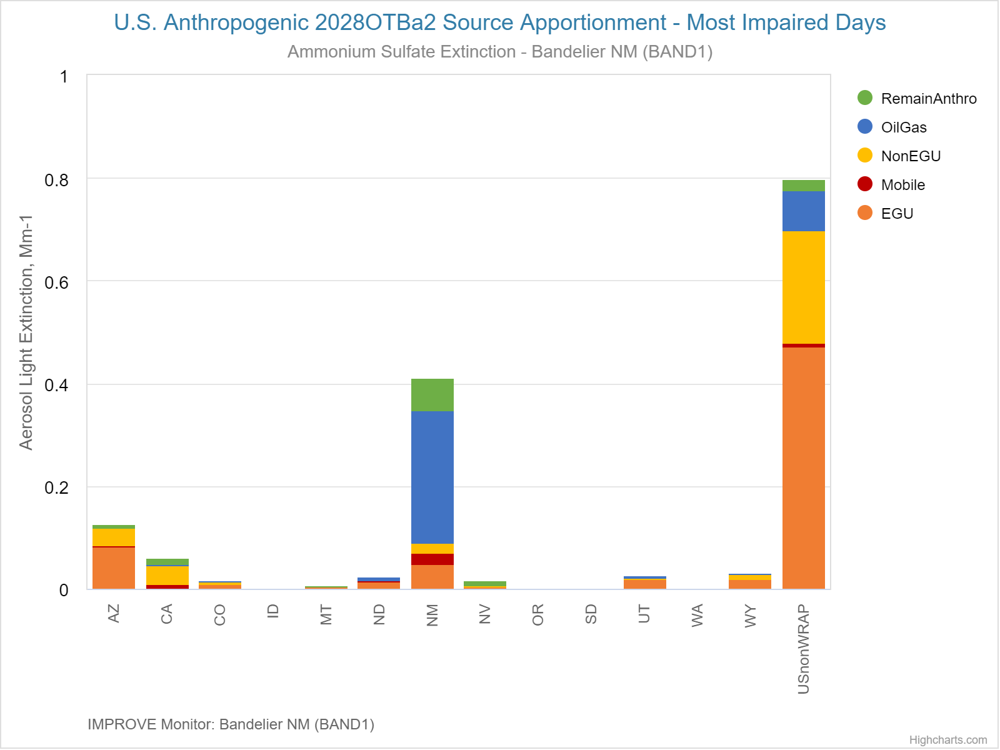 U.S. Anthropogenic 2028OTBa2 Source Apportionment - Most Impaired Days
Ammonium Sulfate Extinction - Bandelier NM (BAND1)
Aerosol Light Extinction, Mm-1
1
0.8
0.6
0.4
0.2
0
AZ
CA
CO
ID
MT
ND
NM
NV
OR
SD
UT
WA
WY
USnonWRAP
RemainAnthro
OilGas
NonEGU
Mobile
EGU
IMPROVE Monitor: Bandelier NM (BAND1)
Highcharts.com